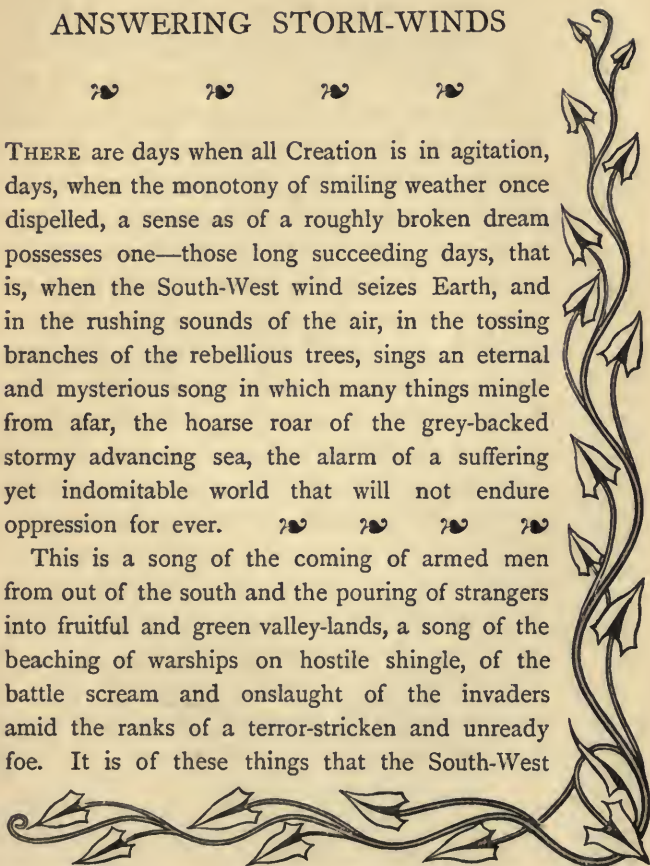 ANSWERING STORM-WINDS
THERE are days when all Creation is in agitation,
days, when the monotony of smiling weather once
dispelled, a sense as of a roughly broken dream
possesses one—those long succeeding days, that
is, when the South-West wind seizes Earth, and
in the rushing sounds of the air, in the tossing
branches of the rebellious trees, sings an eternal
and mysterious song in which many things mingle
from afar, the hoarse roar of the grey-backed
stormy advancing sea, the alarm of a suffering
yet indomitable world that will not endure
oppression for ever.
This is a song of the coming of armed men
from out of the south and the pouring of strangers
into fruitful and green valley-lands, a song of the
beaching of warships on hostile shingle, of the
battle scream and onslaught of the invaders
amid the ranks of a terror-stricken and unready
foe. It is of these things that the South-West